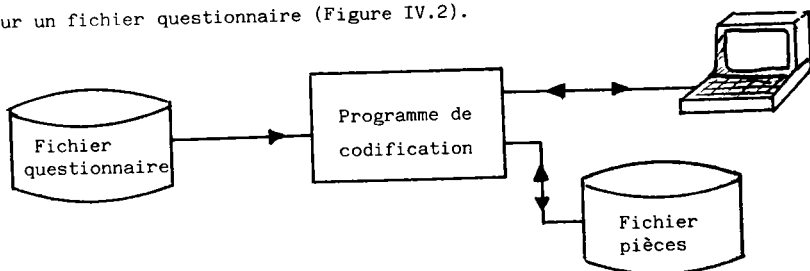 ur un fichier questionnaire (Figure IV.2).
Fichier
questionnaire
Programme de
codification
Fichier
pièces